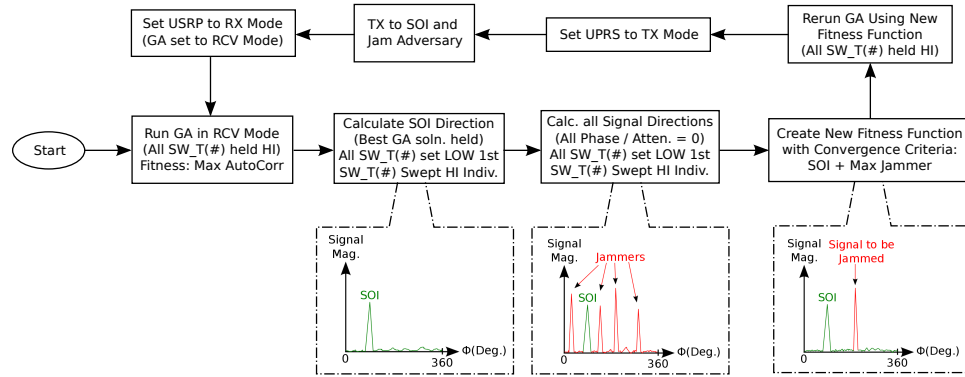 Set USRP to RX Mode
(GA set to RCV Mode)
TX to SOI and
Jam Adversary
Set UPRS to TX Mode
Rerun GA Using New
Fitness Function
(All SW_T(#) held HI)
Start
Run GA in RCV Mode
(All SW_T(#) held HI)
Fitness: Max AutoCorr
Calculate SOI Direction
(Best GA soln. held)
All SW_T(#) set LOW 1st
SW_T(#) Swept HI Indiv.
Calc. all Signal Directions
(All Phase / Atten. = 0)
All SW_T(#) set LOW 1st
SW_T(#) Swept HI Indiv.
Create New Fitness Function
with Convergence Criteria:
SOI + Max Jammer
Signal
Mag.
SOI
0
360
Φ(Deg.)
Signal
Mag.
Jammers
SOI
0
360
Φ(Deg.)
Signal
Mag.
Signal to be
Jammed
SOI
0
360
Φ(Deg.)